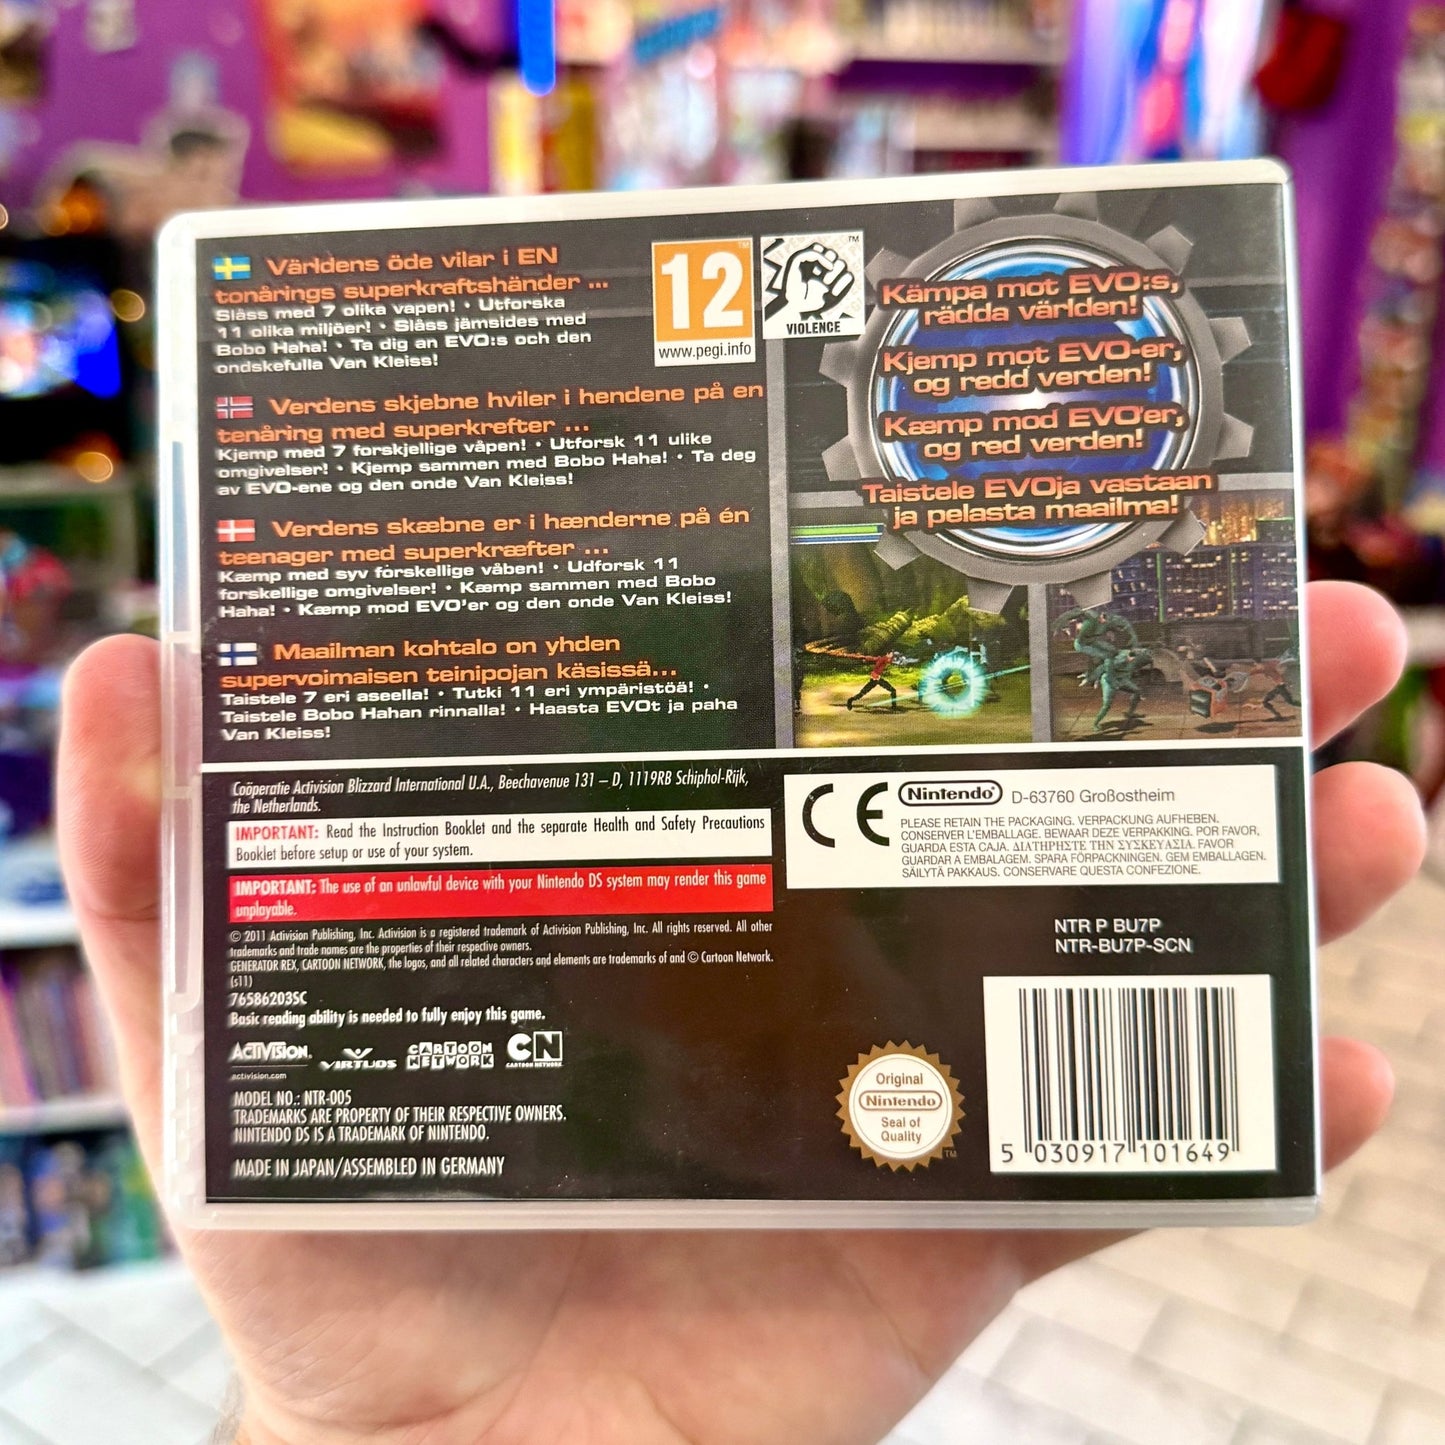 Världens öde vilar i EN
tonårings superkraftshänder ...
Slåss med 7 olika vapen! • Utforska
11 olika miljöer! • Slåss jämsides med
Bobo Haha! • Ta dig an EVO:s och den
ondskefulla Van Kleiss!
Verdens skjebne hviler i hendene på en
tenåring med superkrefter ...
Kjemp med 7 forskjellige våpen! • Utforsk 11 ulike
omgivelser! • Kjemp sammen med Bobo Haha! • Ta deg
av EVO-ene og den onde Van Kleiss!
Verdens skæbne er i hænderne på én
teenager med superkræfter ...
Kæmp med syv forskellige våben! • Udforsk 11
forskellige omgivelser! • Kæmp sammen med Bobo
Haha! • Kæmp mod EVO'er og den onde Van Kleiss!
Maailman kohtalo on yhden
supervoimaisen teinipojan käsissä...
Taistele 7 eri aseella! • Tutki 11 eri ympäristöä! •
Taistele Bobo Hahan rinnalla! • Haasta EVOt ja paha
Van Kleiss!
12 ™
www.pegi.info
™
PEGI
VIOLENCE
Kämpa mot EVO:s,
rädda världen!
Kjemp mot EVO-er,
og redd verden!
Kæmp mod EVO'er,
og red verden!
Taistele EVOja vastaan
ja pelasta maailma!
Coöperatie Activision Blizzard International U.A., Beechavenue 131 – D, 1119RB Schiphol-Rijk,
the Netherlands.
IMPORTANT: Read the Instruction Booklet and the separate Health and Safety Precautions
Booklet before setup or use of your system.
IMPORTANT: The use of an unlawful device with your Nintendo DS system may render this game
unplayable.
© 2011 Activision Publishing, Inc. Activision is a registered trademark of Activision Publishing, Inc. All rights reserved. All other
trademarks and trade names are the properties of their respective owners.
GENERATOR REX, CARTOON NETWORK, the logos, and all related characters and elements are trademarks of and © Cartoon Network.
(s11)
76586203SC
Basic reading ability is needed to fully enjoy this game.
ACTIVISION.
activision.com
VIRTUOS
CARTOON
NETWORK
CN
CARTOON NETWORK
MODEL NO.: NTR-005
TRADEMARKS ARE PROPERTY OF THEIR RESPECTIVE OWNERS.
NINTENDO DS IS A TRADEMARK OF NINTENDO.
MADE IN JAPAN/ASSEMBLED IN GERMANY
CE
Nintendo® D-63760 Großostheim
PLEASE RETAIN THE PACKAGING. VERPACKUNG AUFHEBEN.
CONSERVER L'EMBALLAGE. BEWAAR DEZE VERPAKKING. POR FAVOR,
GUARDA ESTA CAJA. ΔΙΑΤΗΡΗΣΤΕ ΤΗΝ ΣΥΣΚΕΥΑΣΙΑ. FAVOR
GUARDAR A EMBALAGEM. SPARA FÖRPACKNINGEN. GEM EMBALLAGEN.
SÄILYTÄ PAKKAUS. CONSERVARE QUESTA CONFEZIONE.
NTR P BU7P
NTR-BU7P-SCN
Original
Nintendo
Seal of
Quality
TM
5 030917 101649